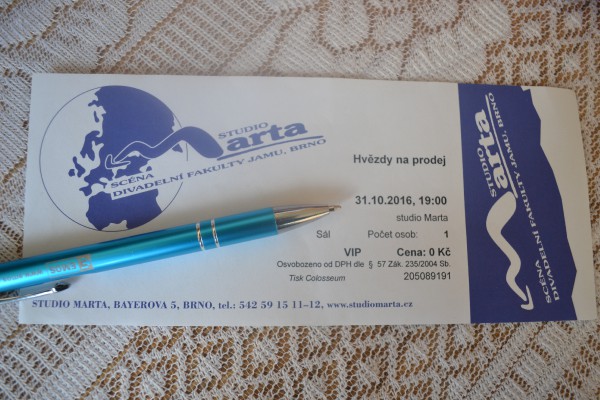 STUDIO
arta
SCÉNA
DIVADELNÍ FAKULTY JAMU, BRNO
Hvězdy na prodej
31.10.2016, 19:00
studio Marta
Sál Počet osob: 1
VIP Cena: 0 Kč
Osvobozeno od DPH dle § 57 Zák. 235/2004 Sb.
Tisk Colosseum 205089191
STUDIO MARTA, BAYEROVA 5, BRNO, tel.: 542 59 15 11–12, www.studiomarta.cz
STUDIO
arta
SCÉNA
DIVADELNÍ FAKULTY JAMU, BRNO